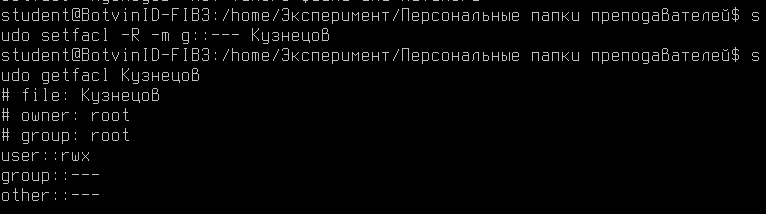 student@BotvinID-FIB3:/home/Эксперимент/Персональные папки преподавателей$ s
udo setfacl -R -m g::--- Кузнецов
student@BotvinID-FIB3:/home/Эксперимент/Персональные папки преподавателей$ s
udo getfacl Кузнецов
# file: Кузнецов
# owner: root
# group: root
user::rwx
group::---
other::---